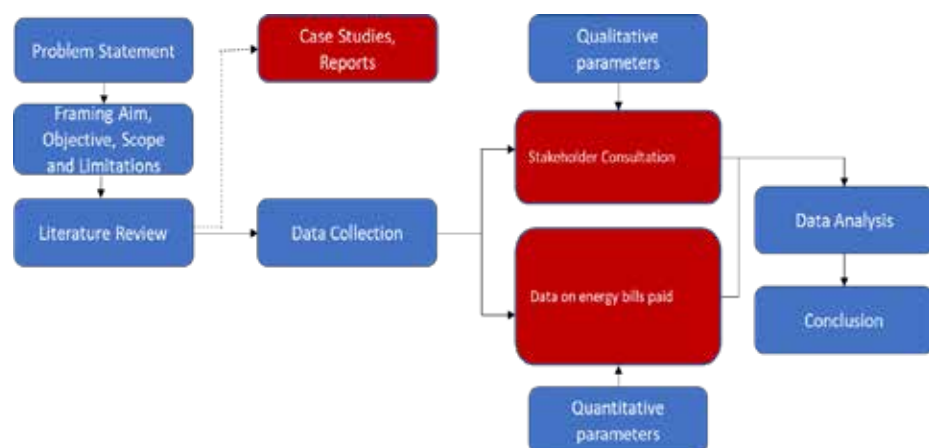 Problem Statement
Framing Aim,
Objective, Scope
and Limitations
Literature Review
Case Studies,
Reports
Data Collection
Qualitative
parameters
Stakeholder Consultation
Data on energy bills paid
Quantitative
parameters
Data Analysis
Conclusion